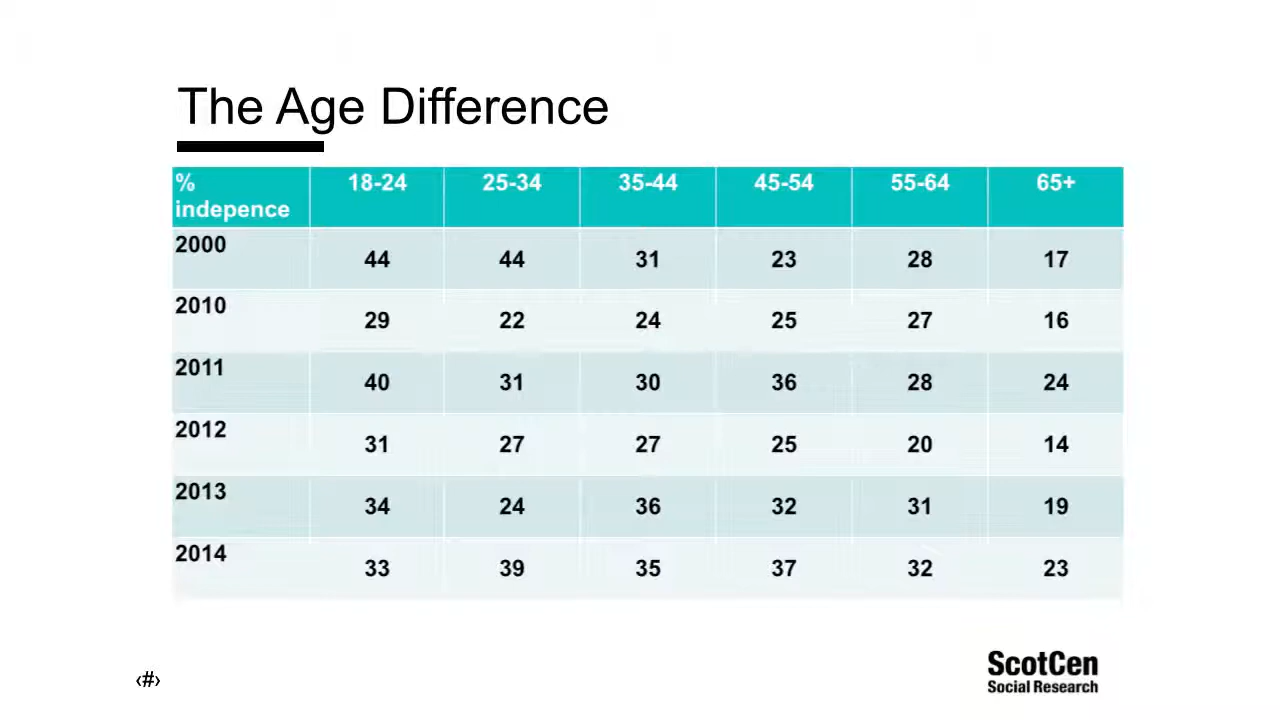 The Age Difference
% 18-24 25-34 35-44 45-54 55-64 65+
indepence
2000 44 44 31 23 28 17
2010 29 22 24 25 27 16
2011 40 31 30 36 28 24
2012 31 27 27 25 20 14
2013 34 24 36 32 31 19
2014 33 39 35 37 32 23
‹#›
ScotCen
Social Research